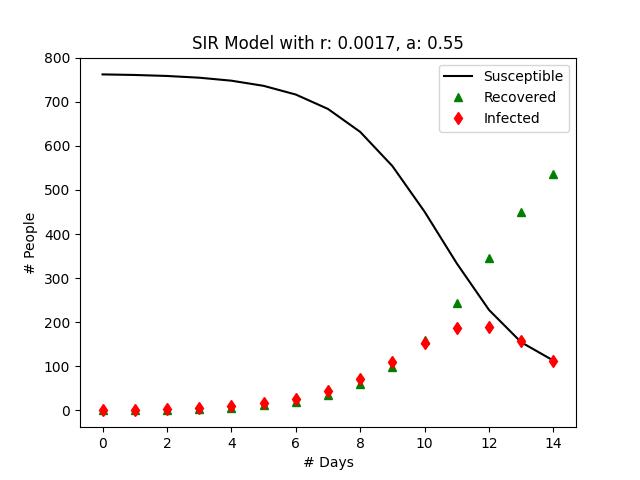 SIR Model with r: 0.0017, a: 0.55
Susceptible
Recovered
Infected
# People
800
700
600
500
400
300
200
100
0
0 2 4 6 8 10 12 14
# Days